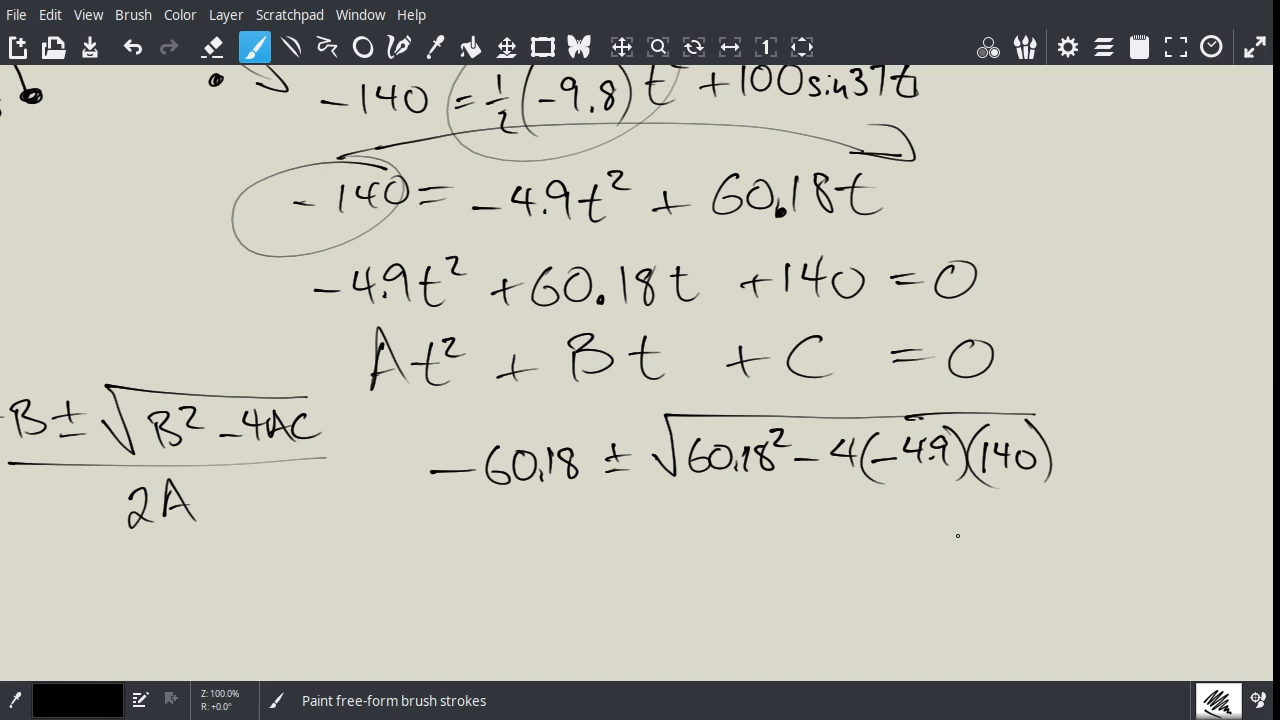 File Edit View Brush Color Layer Scratchpad Window Help
-140 = 1/2 (-9.8) t + 100 sin37t
-140 = -4.9t² + 60.18t
-4.9t² + 60.18t + 140 = 0
At² + Bt + C = 0
-B ± √B² - 4AC
2A
-60.18 ± √60.18² - 4(-4.9)(140)
Z: 100.0%
R: +0.0°
Paint free-form brush strokes